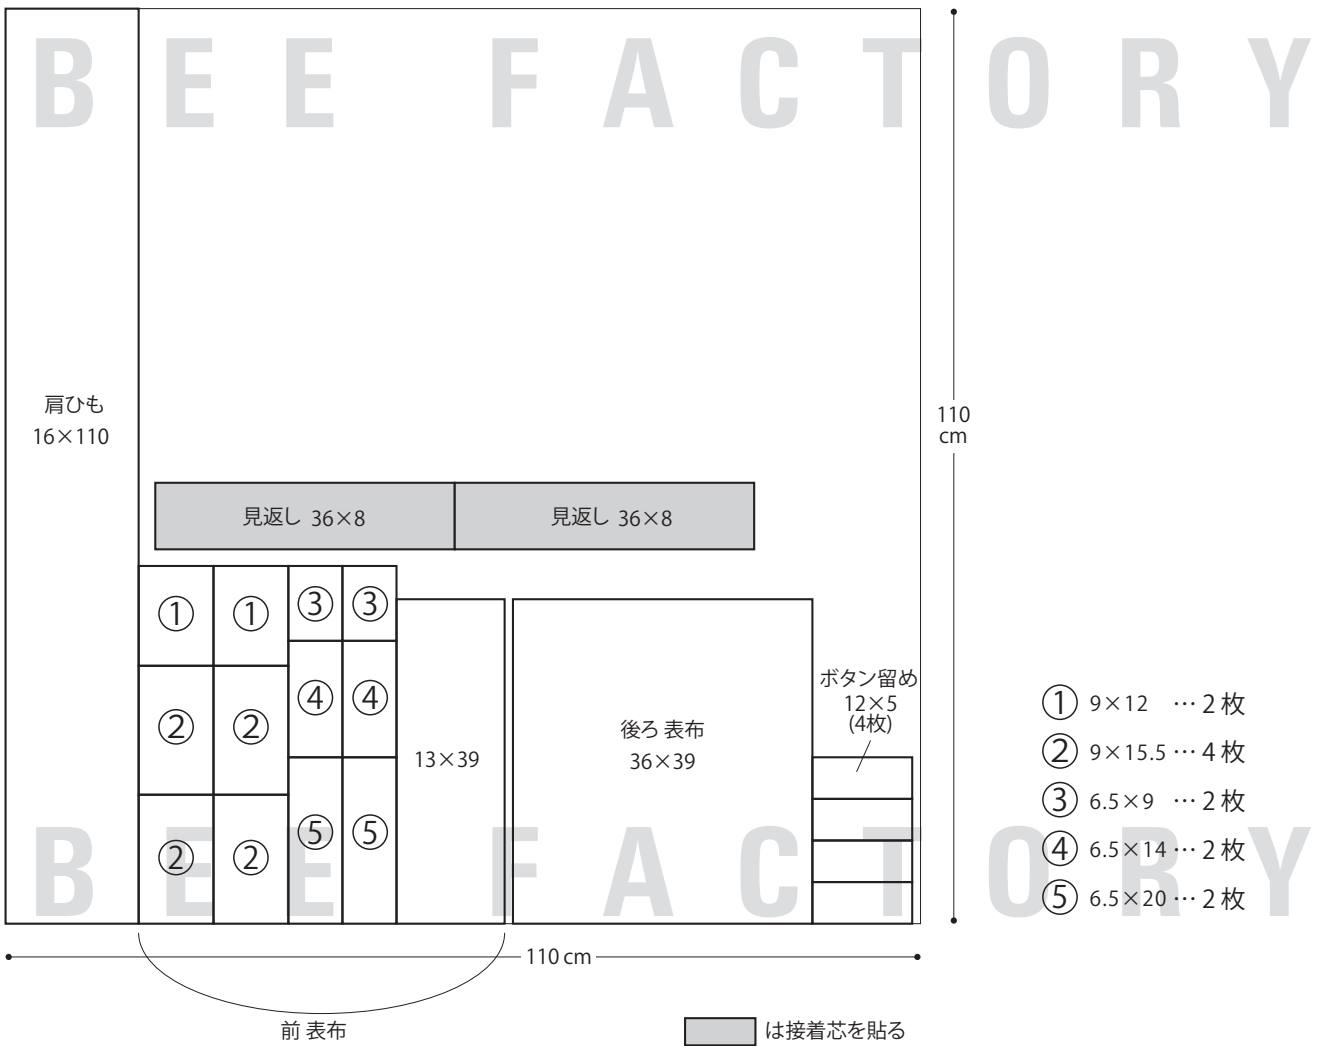 BEE FACTORY
肩ひも
16×110
110
cm
見返し 36×8
見返し 36×8
① ① ③ ③
② ② ④ ④
② ② ⑤ ⑤
13×39
後ろ 表布
36×39
ボタン留め
12×5
(4枚)
① 9×12 … 2 枚
② 9×15.5 … 4 枚
③ 6.5×9 … 2 枚
④ 6.5×14 … 2 枚
⑤ 6.5×20 … 2 枚
BEE FACTORY
110 cm
前 表布
は接着芯を貼る